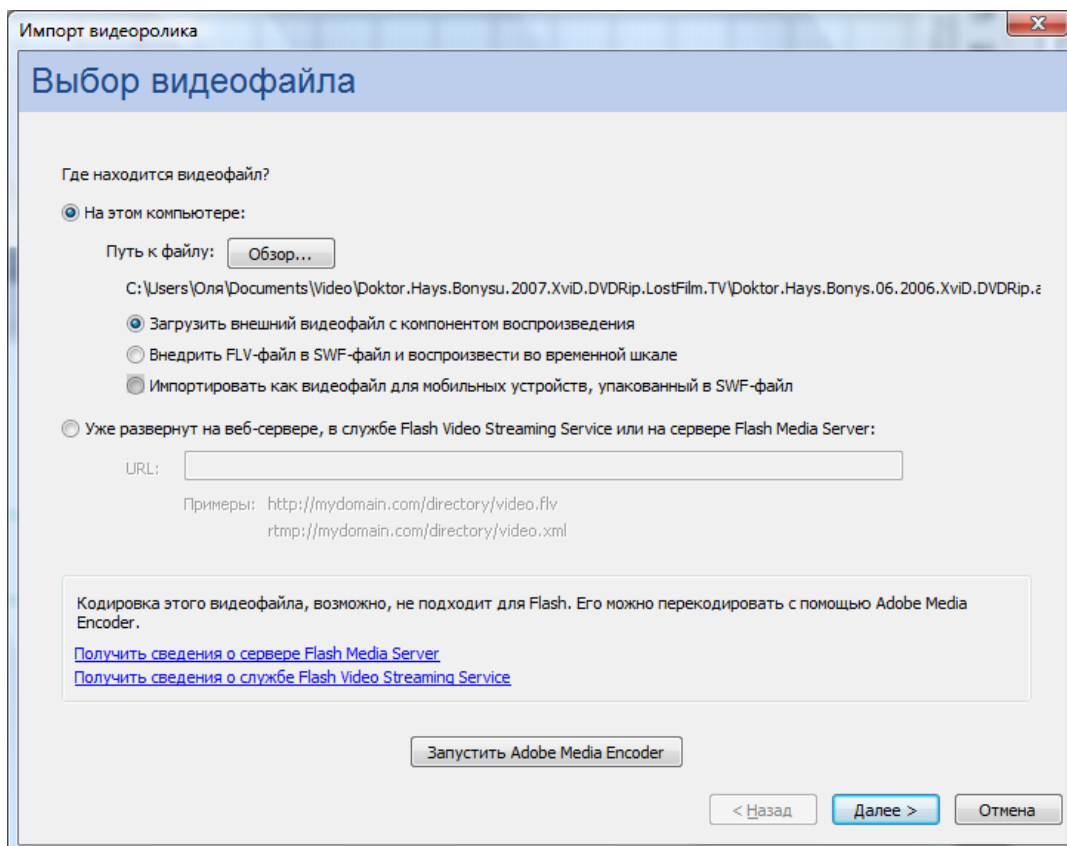 Импорт видеоролика
Выбор видеофайла
Где находится видеофайл?
На этом компьютере:
Путь к файлу: Обзор...
C:\Users\Оля\Documents\Video\Doktor.Hays.Bonysu.2007.XviD.DVDRip.LostFilm.TV\Doktor.Hays.Bonys.06.2006.XviD.DVDRip.a
Загрузить внешний видеофайл с компонентом воспроизведения
Внедрить FLV-файл в SWF-файл и воспроизвести во временной шкале
Импортировать как видеофайл для мобильных устройств, упакованный в SWF-файл
Уже развернут на веб-сервере, в службе Flash Video Streaming Service или на сервере Flash Media Server:
URL:
Примеры: http://mydomain.com/directory/video.flv
rtmp://mydomain.com/directory/video.xml
Кодировка этого видеофайла, возможно, не подходит для Flash. Его можно перекодировать с помощью Adobe Media
Encoder.
Получить сведения о сервере Flash Media Server
Получить сведения о службе Flash Video Streaming Service
Запустить Adobe Media Encoder
< Назад Далее > Отмена